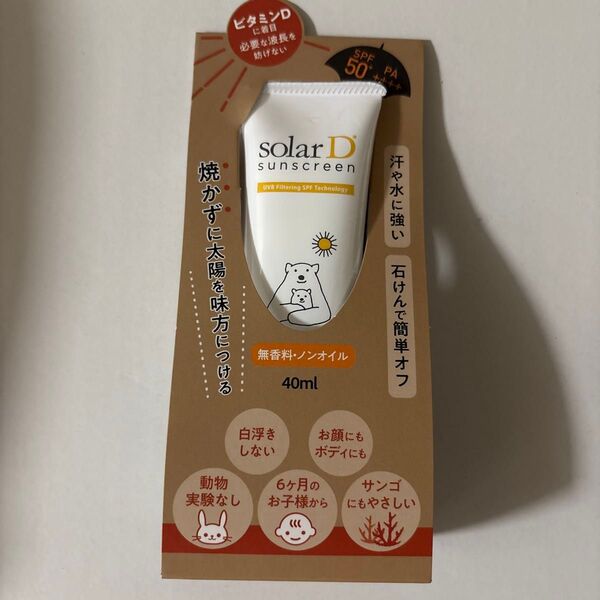 ビタミンD
に着目
必要な波長を
妨げない
SPF
50+
PA
++++
solar D®
sunscreen
UVB Filtering SPF Technology
焼かずに太陽を味方につける
汗や水に強い
石けんで簡単オフ
無香料・ノンオイル
40ml
白浮き
しない
お顔にも
ボディにも
動物
実験なし
6ヶ月の
お子様から
サンゴ
にもやさしい